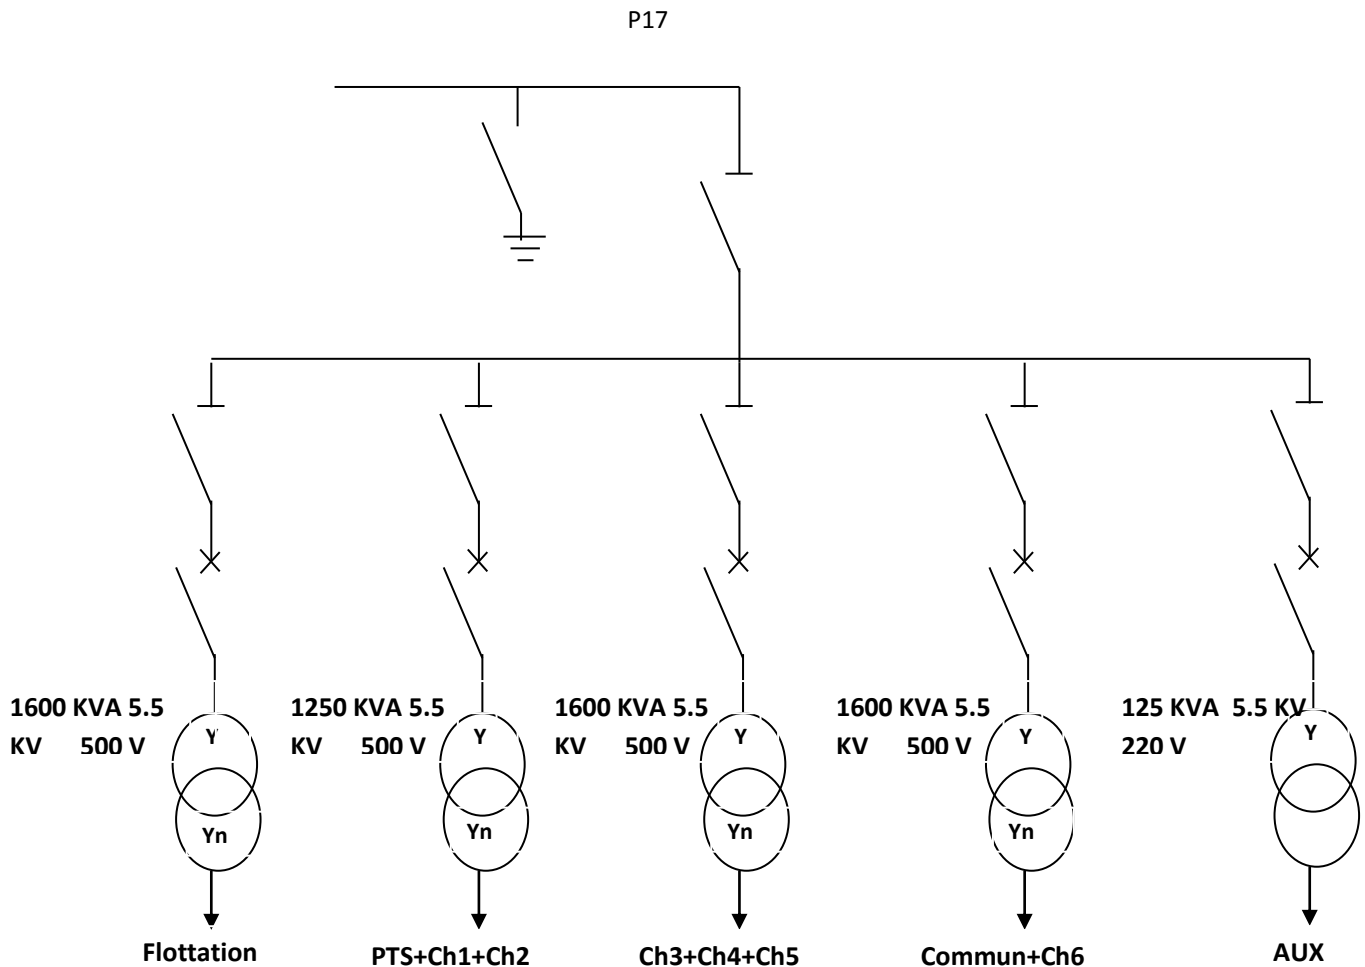 P17
1600 KVA 5.5
KV 500 V
1250 KVA 5.5
KV 500 V
1600 KVA 5.5
KV 500 V
1600 KVA 5.5
KV 500 V
125 KVA 5.5 KV
220 V
Y
Y
Y
Y
Y
Yn
Yn
Yn
Yn
Flottation
PTS+Ch1+Ch2
Ch3+Ch4+Ch5
Commun+Ch6
AUX